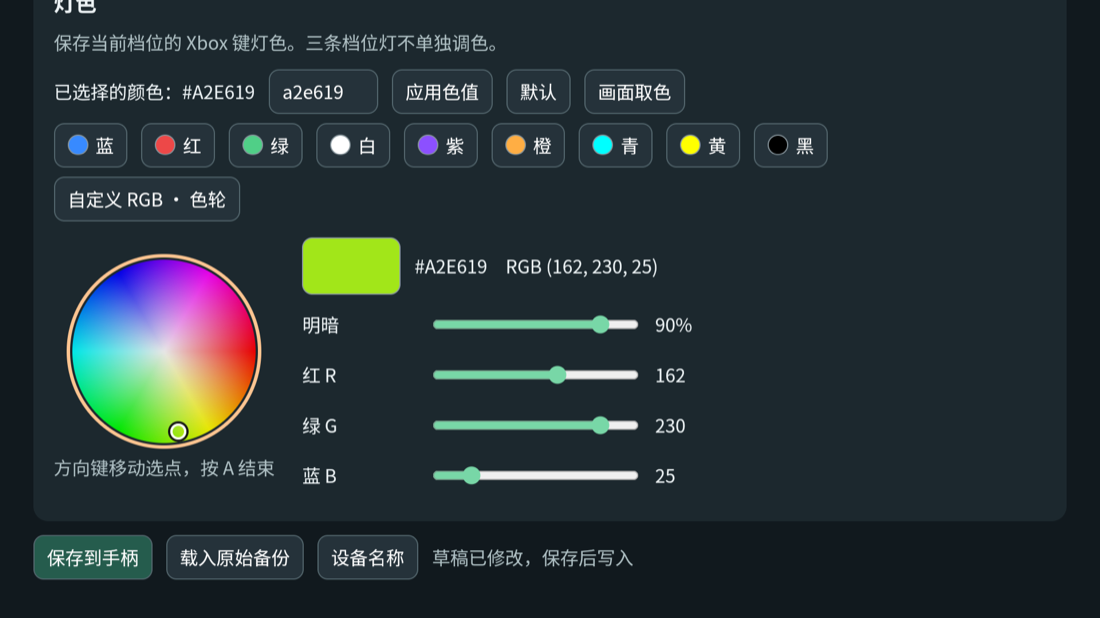 灯色
保存当前档位的 Xbox 键灯色。三条档位灯不单独调色。
已选择的颜色：#A2E619 a2e619 应用色值 默认 画面取色
蓝 红 绿 白 紫 橙 青 黄 黑
自定义 RGB · 色轮
#A2E619 RGB (162, 230, 25)
明暗 90%
红 R 162
绿 G 230
蓝 B 25
方向键移动选点，按 A 结束
保存到手柄 载入原始备份 设备名称 草稿已修改，保存后写入